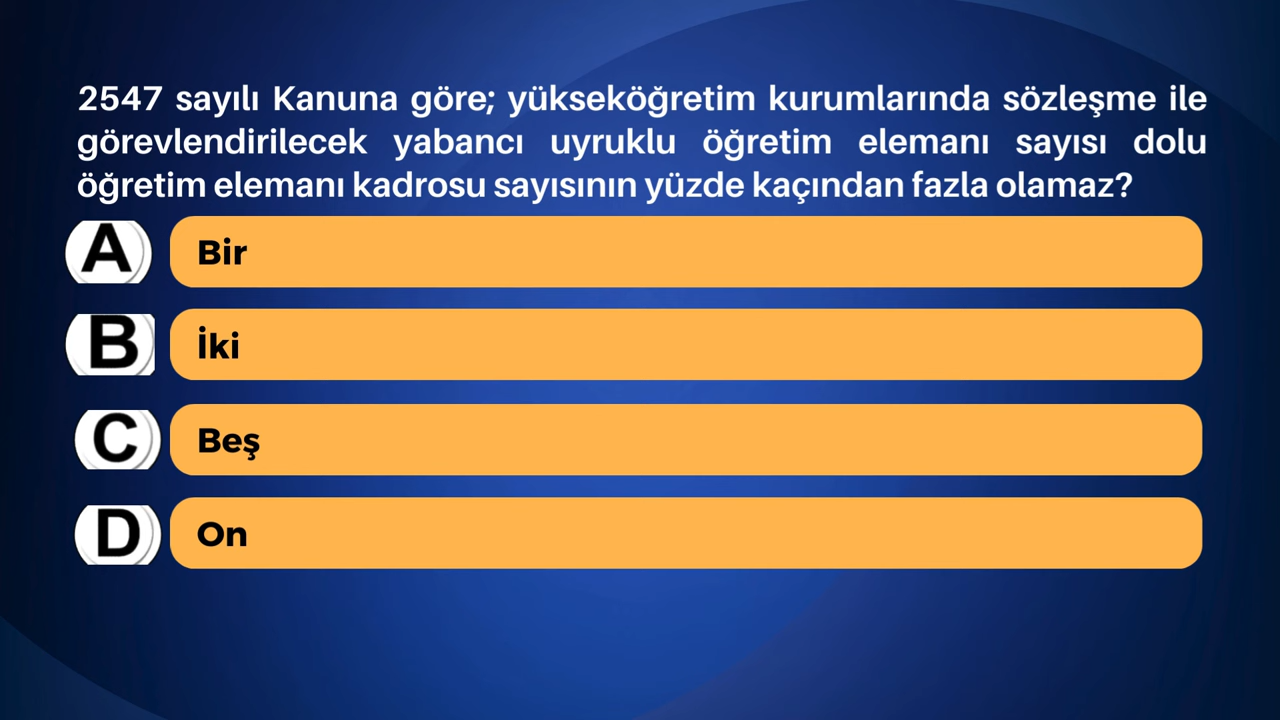 2547 sayılı Kanuna göre; yükseköğretim kurumlarında sözleşme ile
görevlendirilecek yabancı uyruklu öğretim elemanı sayısı dolu
öğretim elemanı kadrosu sayısının yüzde kaçından fazla olamaz?
A Bir
B İki
C Beş
D On